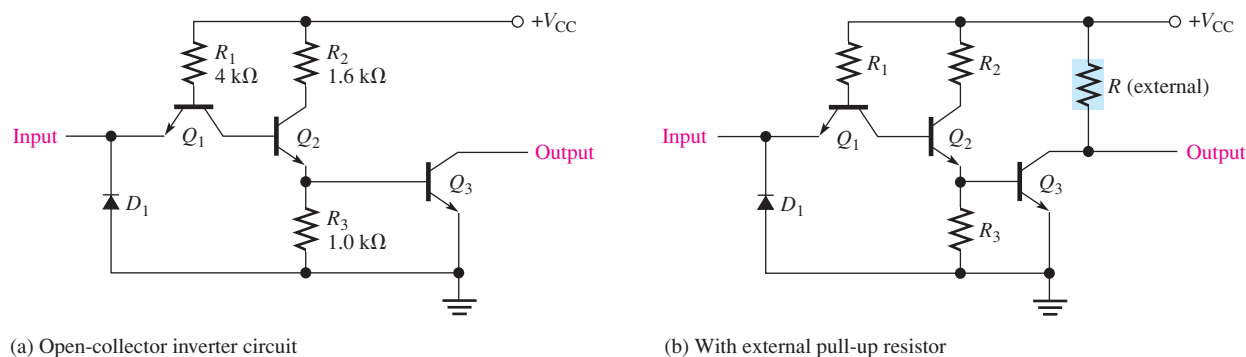 +VCC
R1
4 kΩ
R2
1.6 kΩ
Input
Q1
Q2
Output
Q3
D1
R3
1.0 kΩ
(a) Open-collector inverter circuit
+VCC
R1
R2
R (external)
Input
Q1
Q2
Output
Q3
D1
R3
(b) With external pull-up resistor